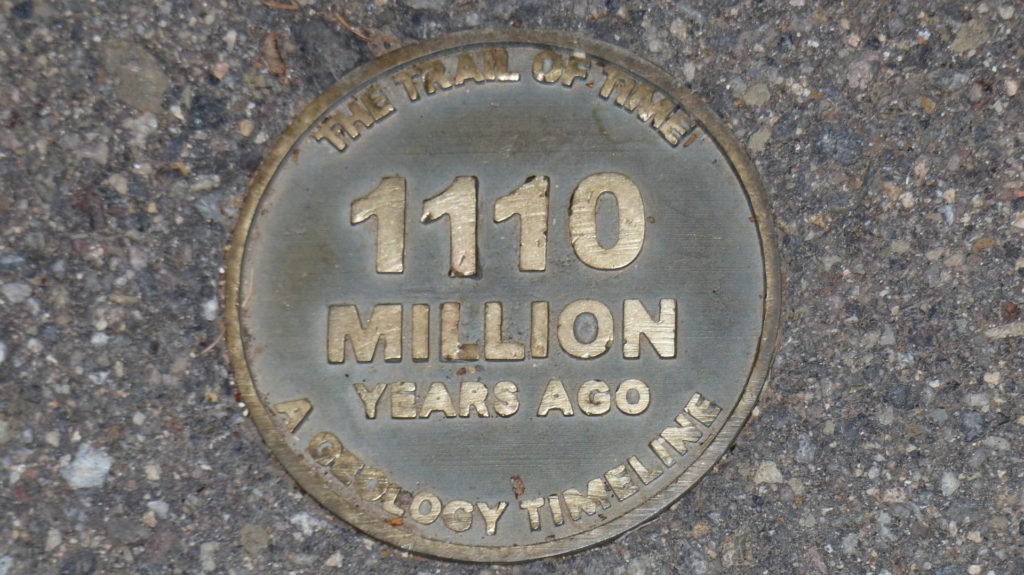 THE TRAIL OF TIME
1110
MILLION
YEARS AGO
A GEOLOGY TIMELINE